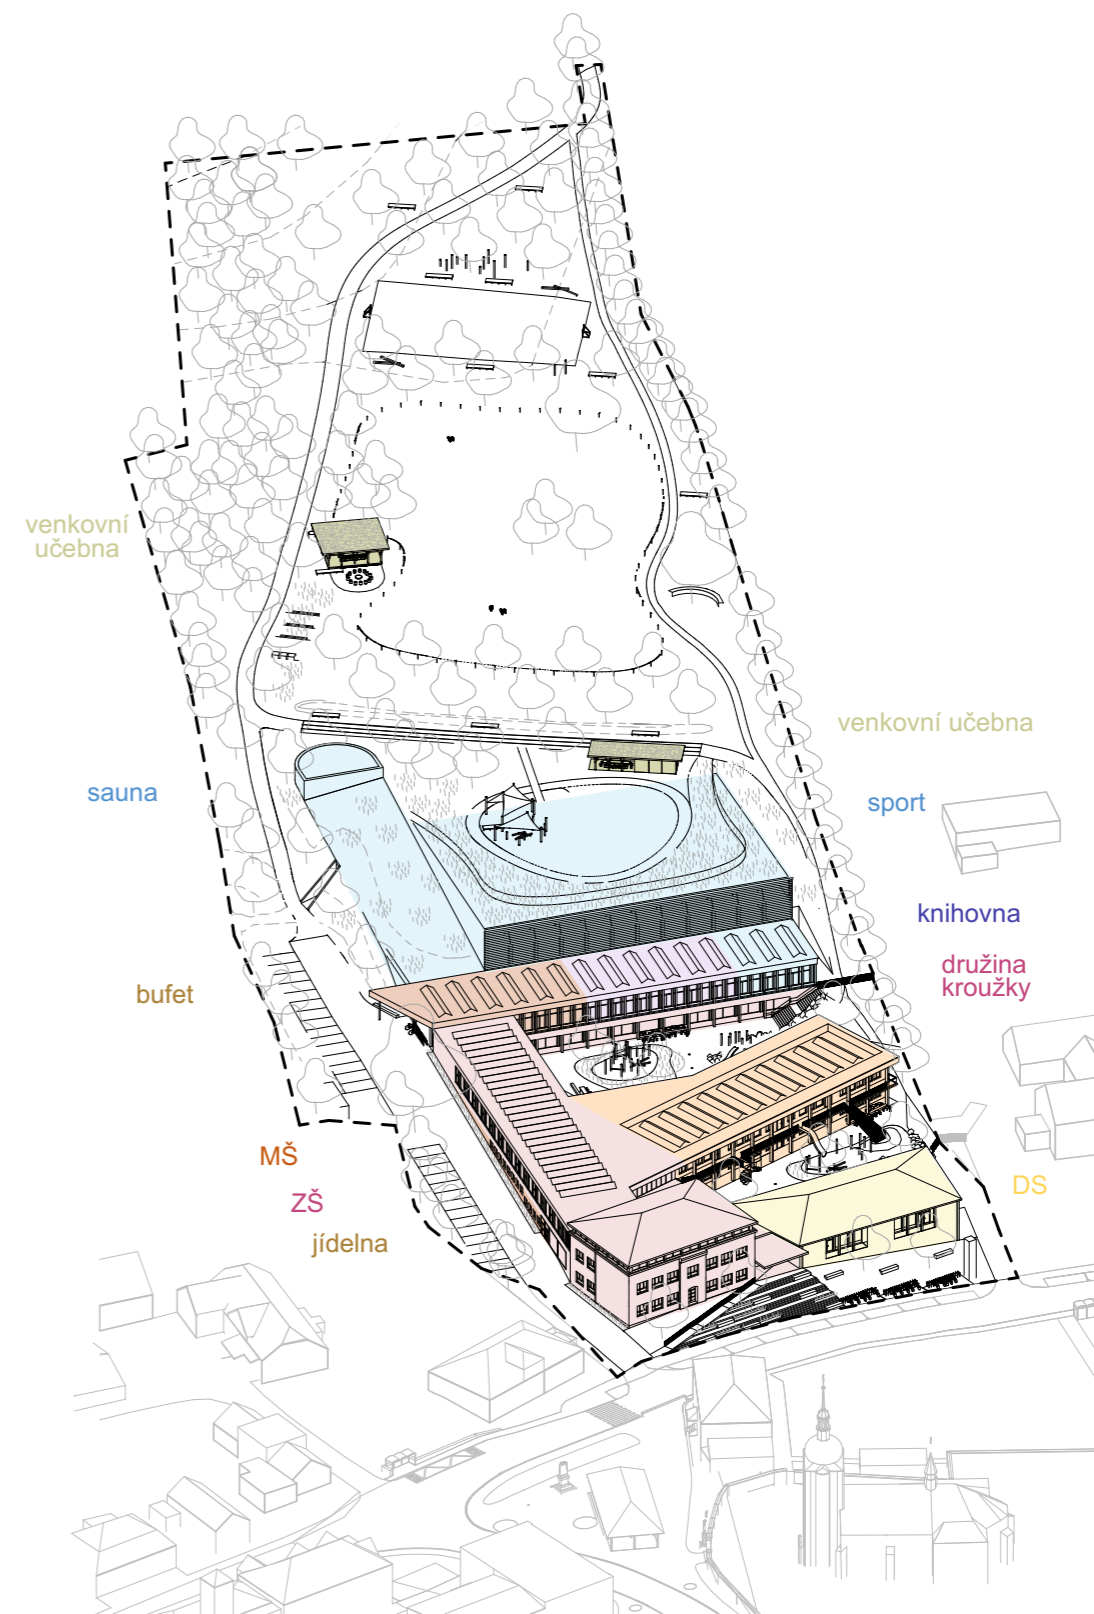 venkovní
učebna
venkovní učebna
sauna
sport
knihovna
družina
kroužky
bufet
MŠ
ZŠ
jídelna
DS